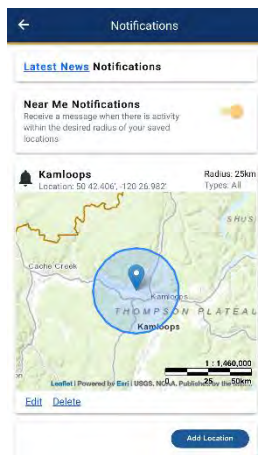 Notifications
Latest News Notifications
Near Me Notifications
Receive a message when there is activity
within the desired radius of your saved
locations
Kamloops
Radius: 25km
Location: 50 42.406', -120 26.982'
Types: All
SHUS
Cache Creek
Kamloops
THOMPSON PLATEAU
Kamloops
1 : 1,460,000
0 25 50km
Leaflet | Powered by Esri | USGS, NOAA. Published by the
Edit Delete
Add Location